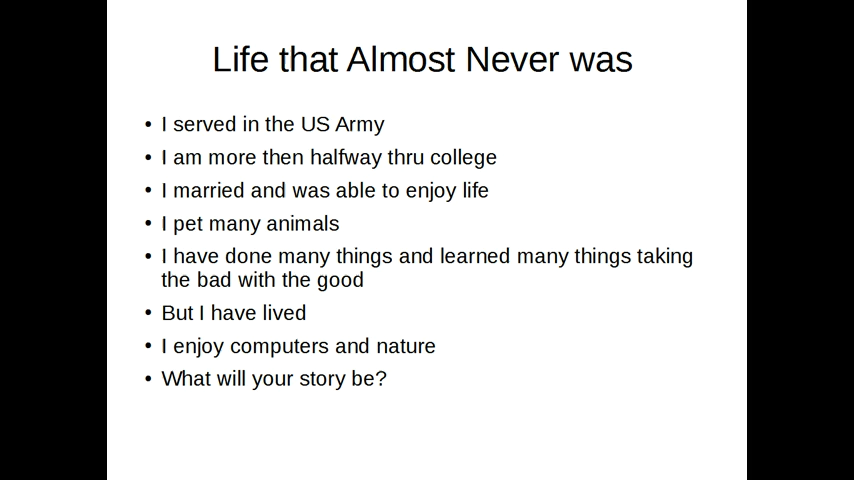 Life that Almost Never was
• I served in the US Army
• I am more then halfway thru college
• I married and was able to enjoy life
• I pet many animals
• I have done many things and learned many things taking
the bad with the good
• But I have lived
• I enjoy computers and nature
• What will your story be?